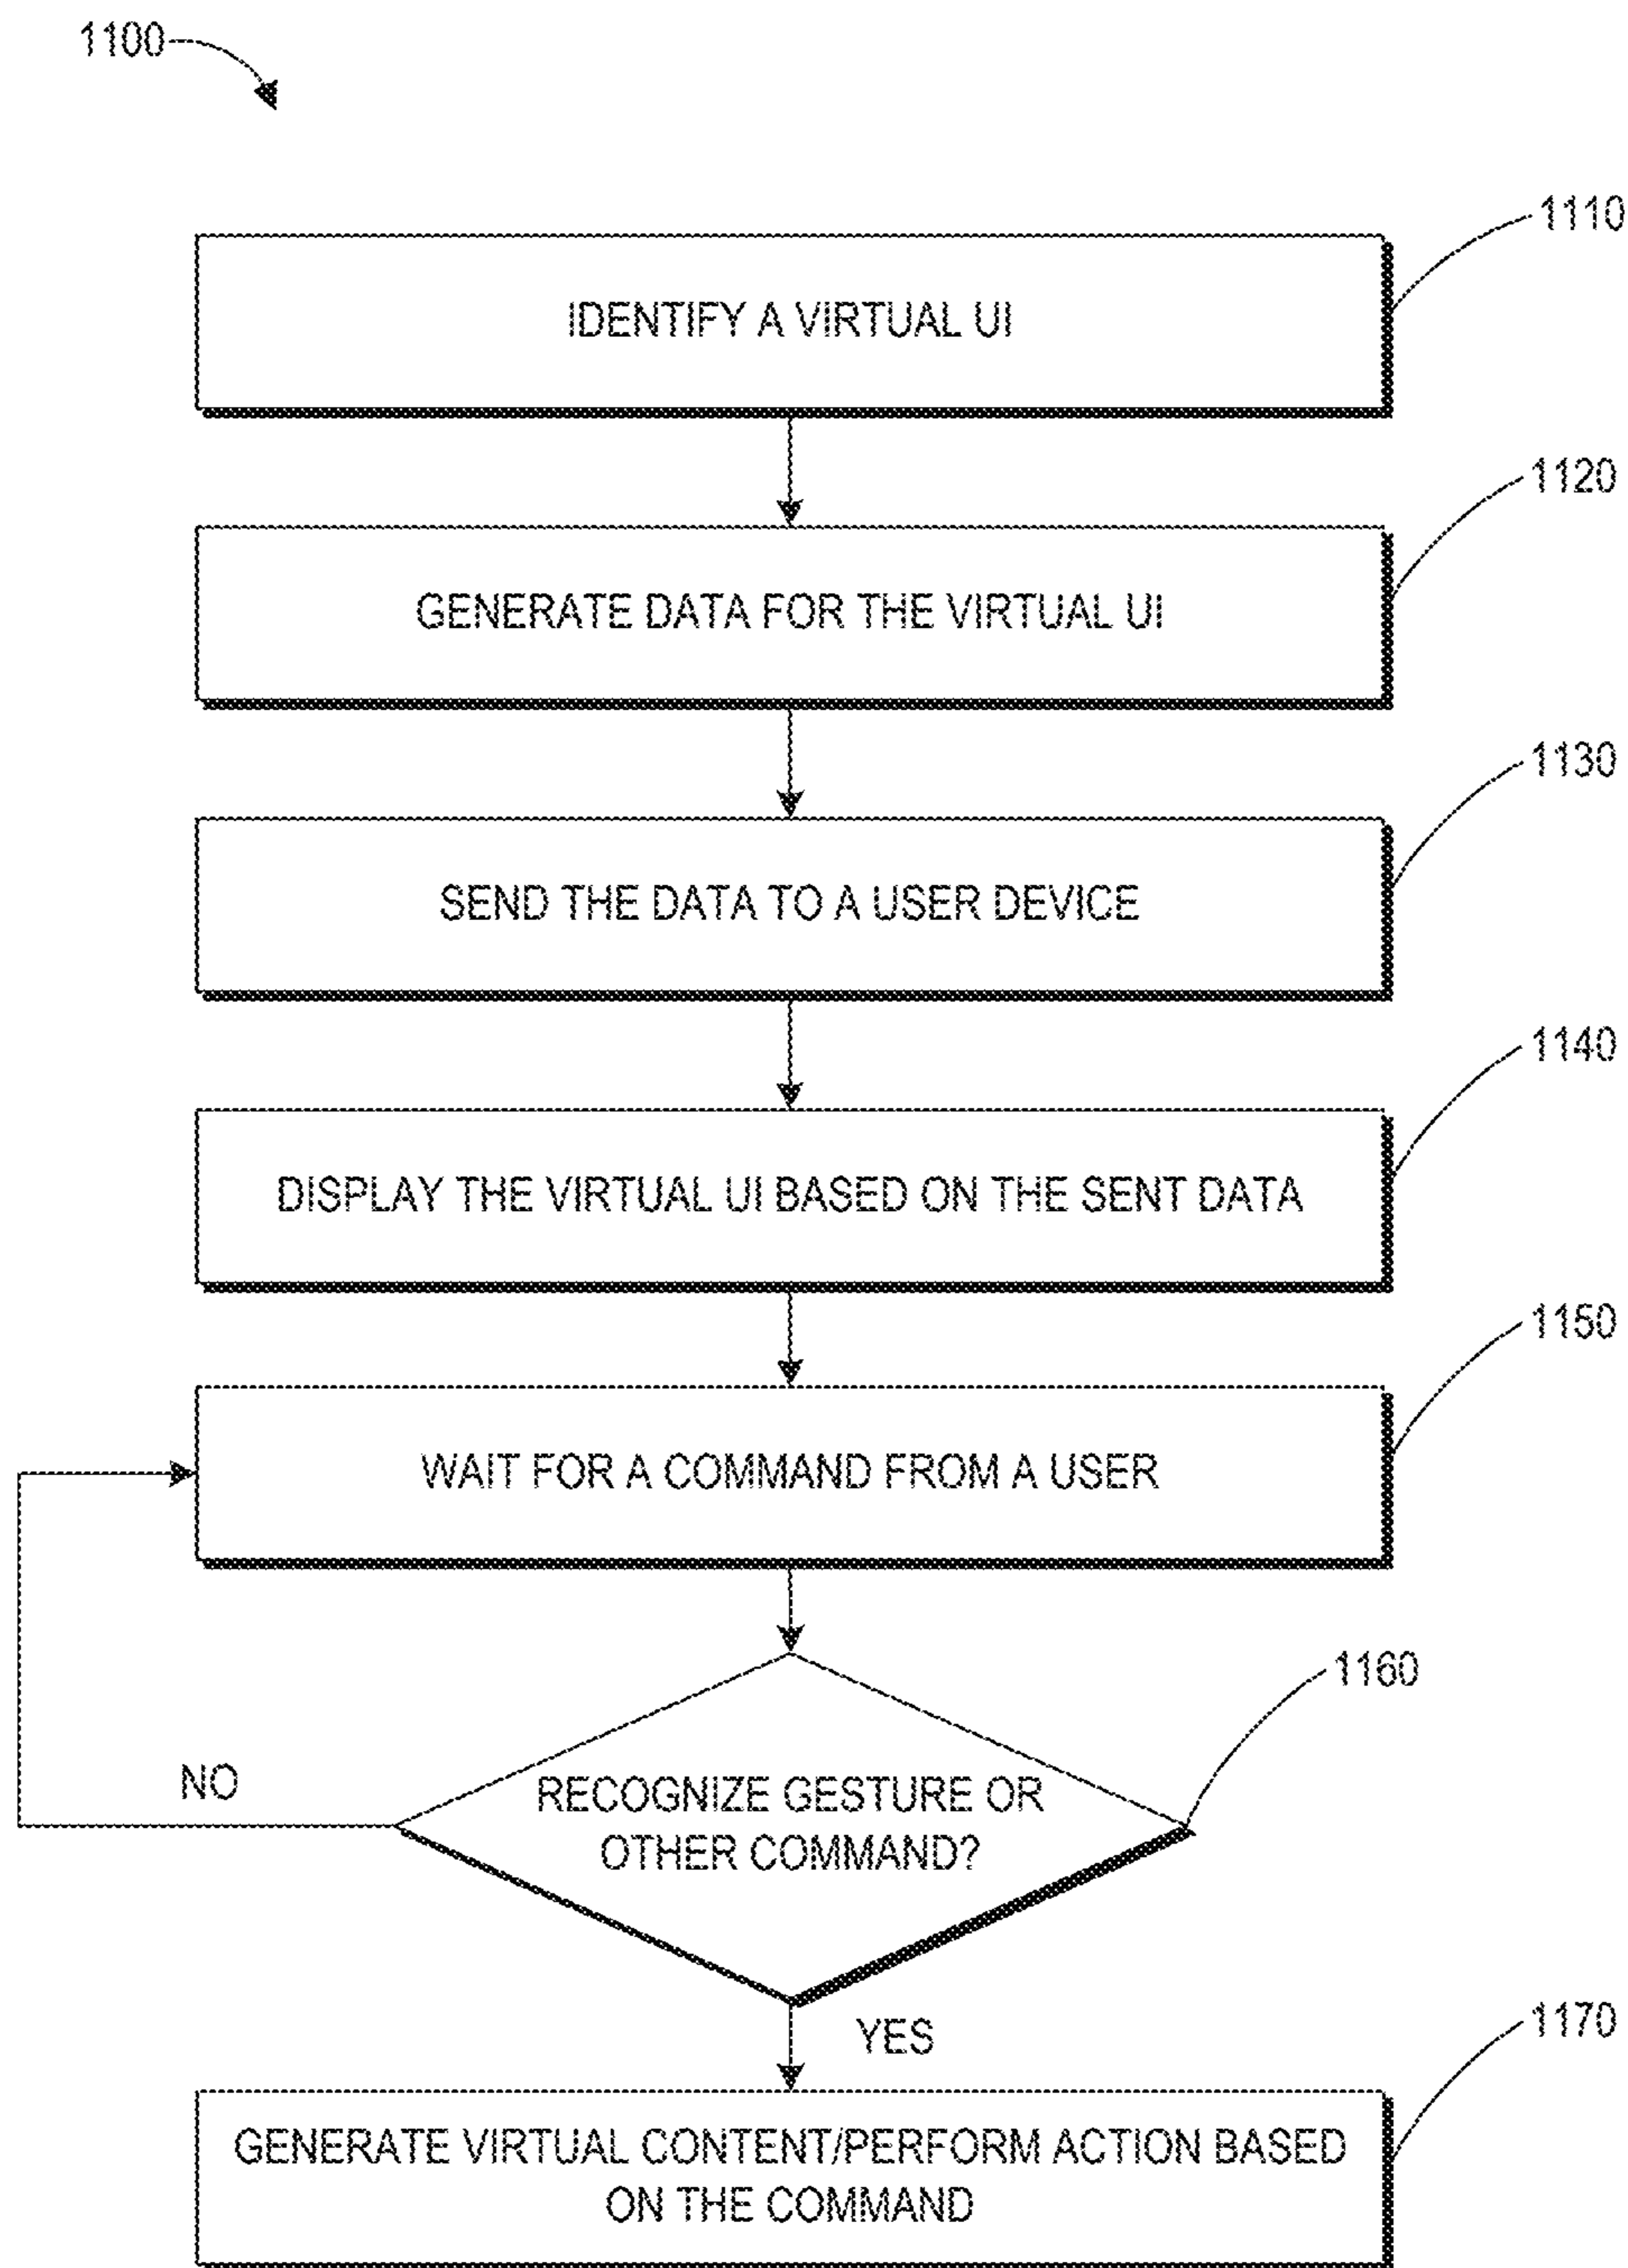 1100
1110
IDENTIFY A VIRTUAL UI
1120
GENERATE DATA FOR THE VIRTUAL UI
1130
SEND THE DATA TO A USER DEVICE
1140
DISPLAY THE VIRTUAL UI BASED ON THE SENT DATA
1150
WAIT FOR A COMMAND FROM A USER
1160
NO
RECOGNIZE GESTURE OR
OTHER COMMAND?
YES
1170
GENERATE VIRTUAL CONTENT/PERFORM ACTION BASED
ON THE COMMAND